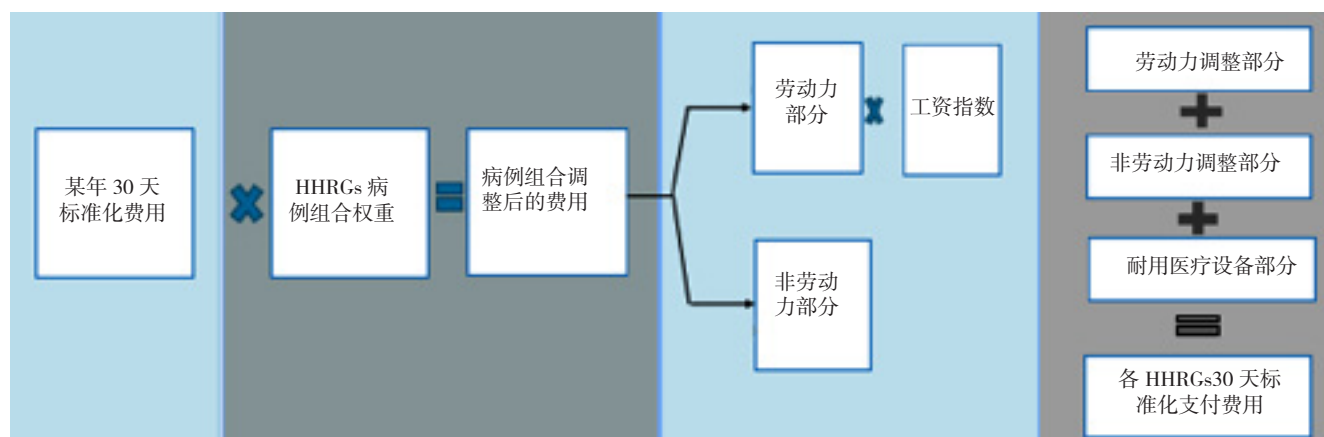 某年 30 天
标准化费用
HHRGs 病
例组合权重
病例组合调
整后的费用
劳动力
部分
工资指数
非劳动
力部分
劳动力调整部分
非劳动力调整部分
耐用医疗设备部分
各 HHRGs30 天标
准化支付费用